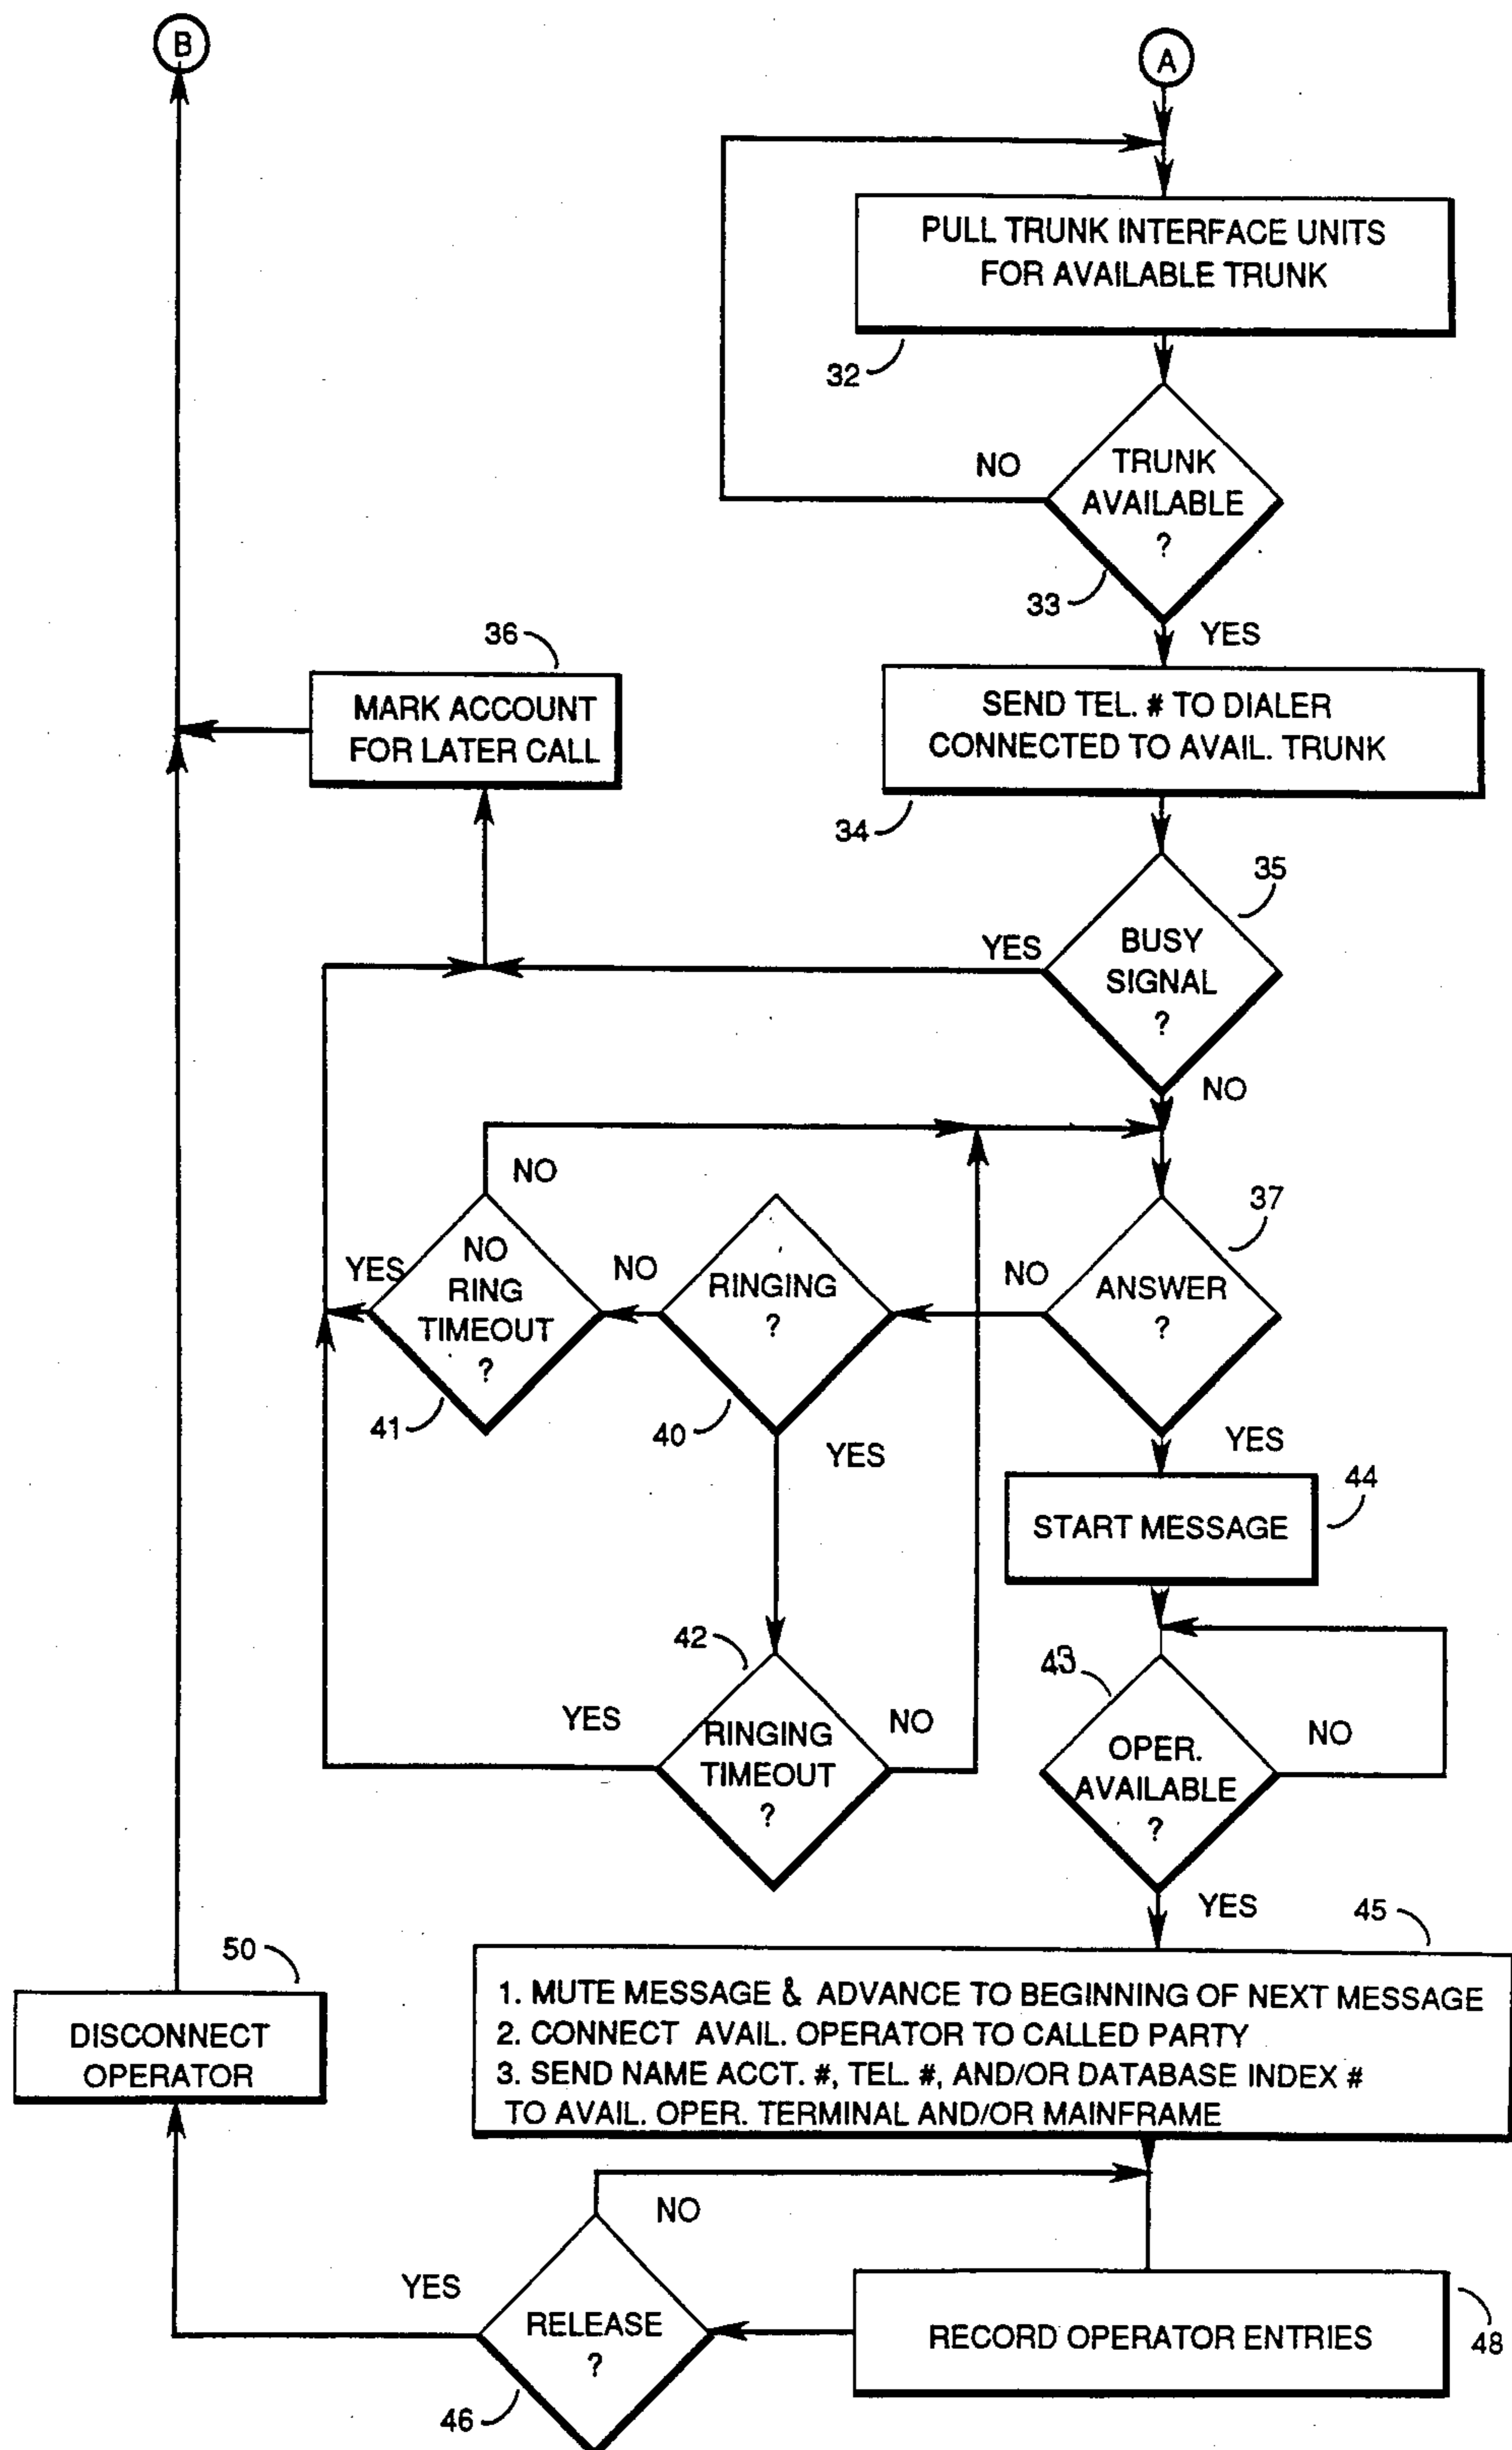 B
A
PULL TRUNK INTERFACE UNITS
FOR AVAILABLE TRUNK
32
NO
TRUNK
AVAILABLE
?
33
YES
36
MARK ACCOUNT
FOR LATER CALL
SEND TEL. # TO DIALER
CONNECTED TO AVAIL. TRUNK
34
35
YES
BUSY
SIGNAL
?
NO
NO
37
YES
NO
RING
TIMEOUT
?
NO
RINGING
?
NO
ANSWER
?
41
40
YES
YES
44
START MESSAGE
42
43
YES
RINGING
TIMEOUT
?
NO
OPER.
AVAILABLE
?
NO
YES
45
50
1. MUTE MESSAGE & ADVANCE TO BEGINNING OF NEXT MESSAGE
2. CONNECT AVAIL. OPERATOR TO CALLED PARTY
3. SEND NAME ACCT. #, TEL. #, AND/OR DATABASE INDEX #
TO AVAIL. OPER. TERMINAL AND/OR MAINFRAME
DISCONNECT
OPERATOR
NO
YES
RELEASE
?
RECORD OPERATOR ENTRIES
48
46